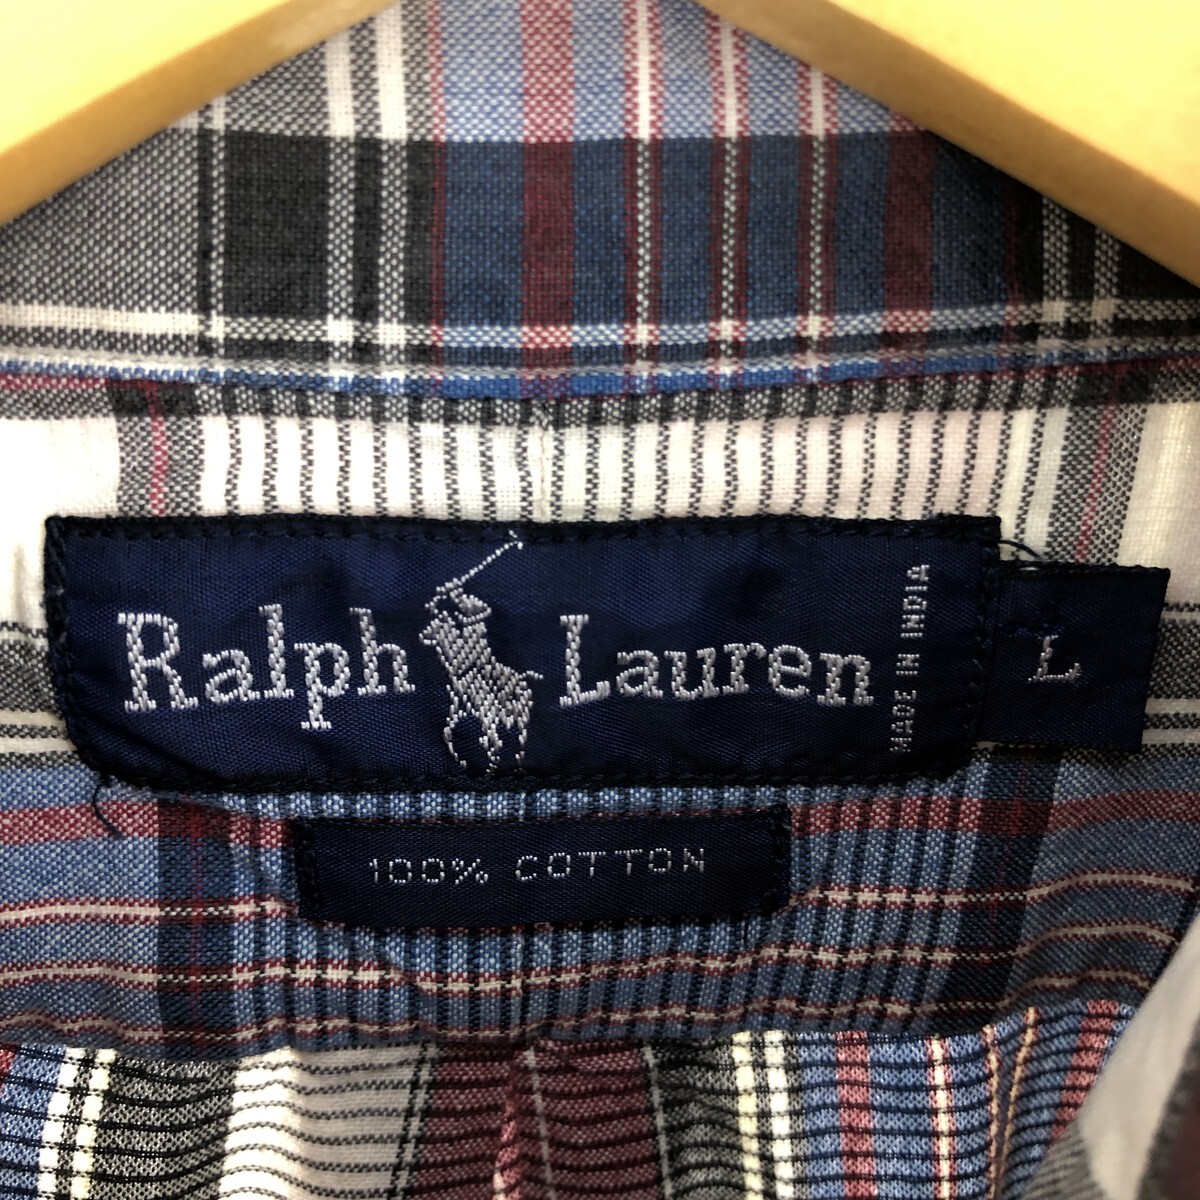 Ralph Lauren
MADE IN INDIA
L
100% COTTON